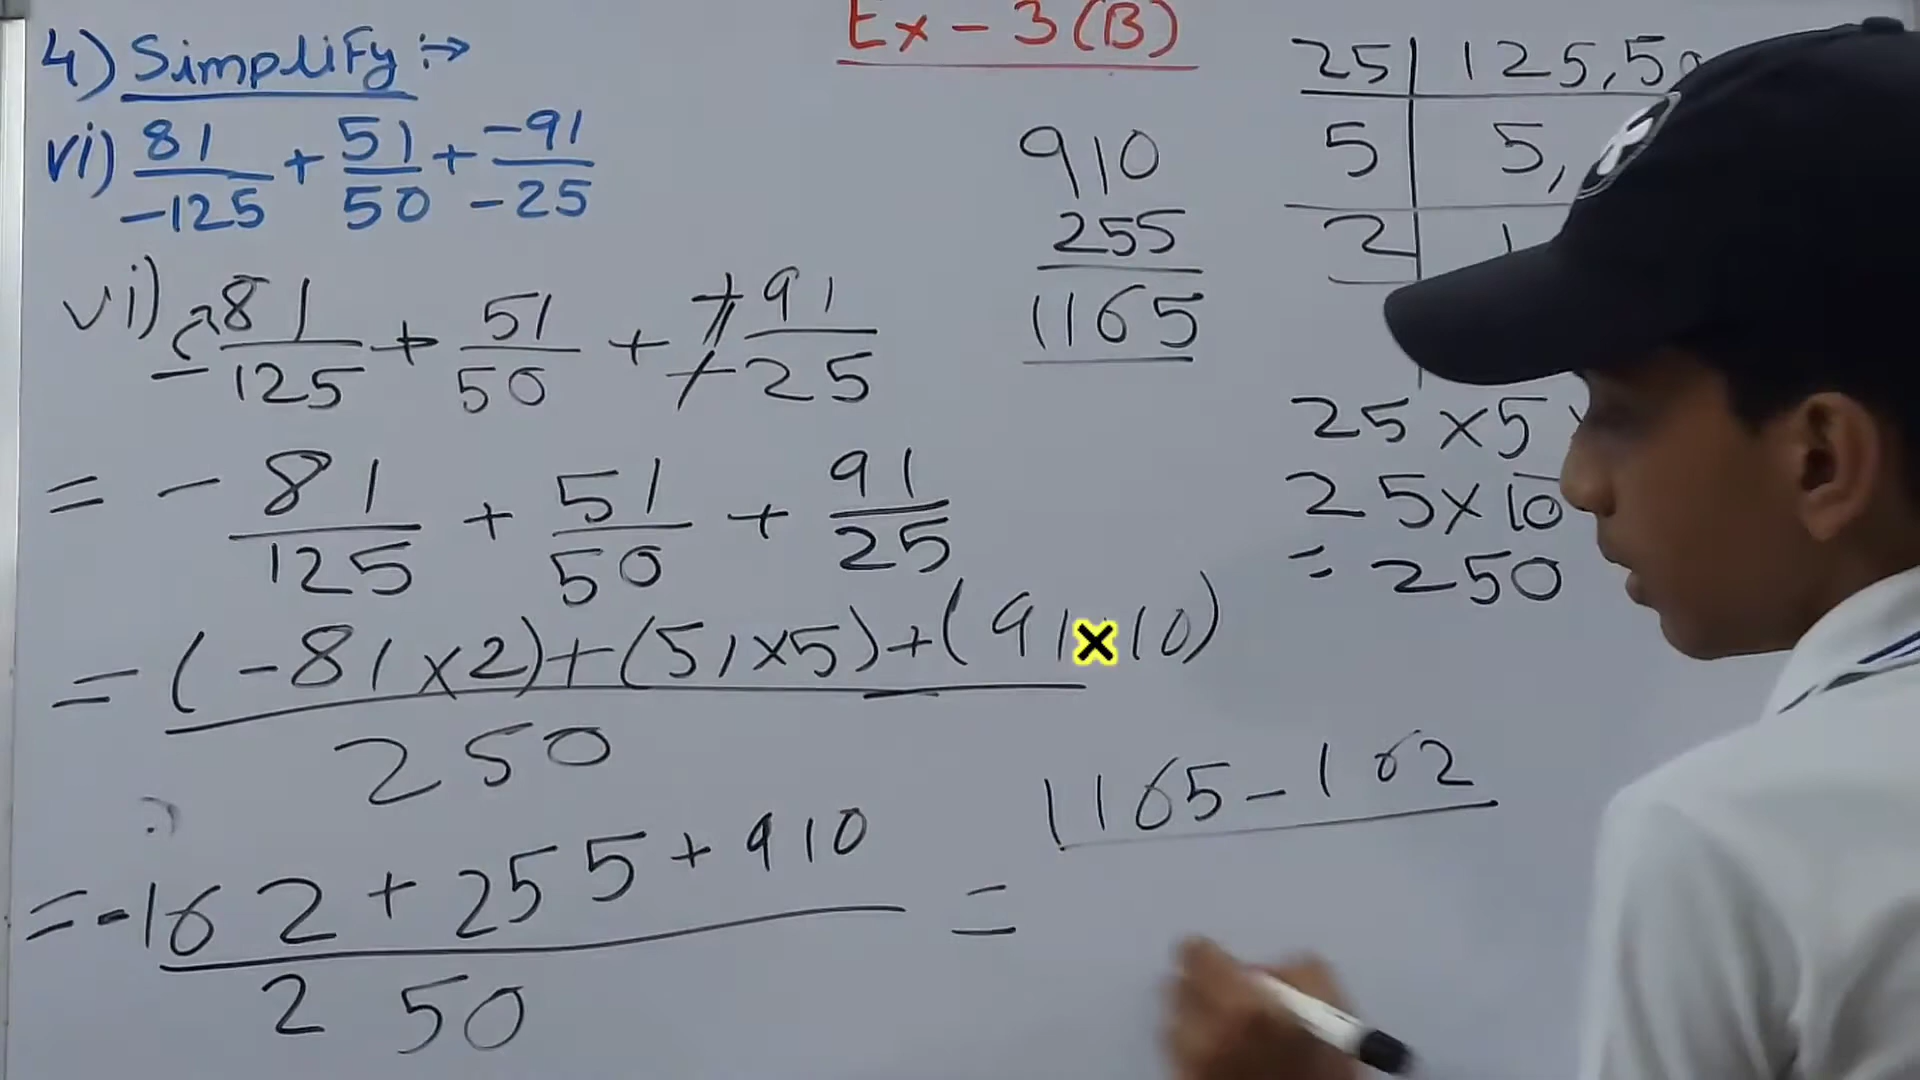 Ex - 3(B)
4) Simplify :→
vi) 81/-125 + 51/50 + -91/-25
vi) -81/125 + 51/50 + -91/-25
= - 81/125 + 51/50 + 91/25
= (-81×2)+(51×5)+(91×10)
250
= -162 + 255 + 910 =
250
1165-162
910
255
1165
25 | 125,50
5 | 5,
2 | 1
25×5
25×10
= 250